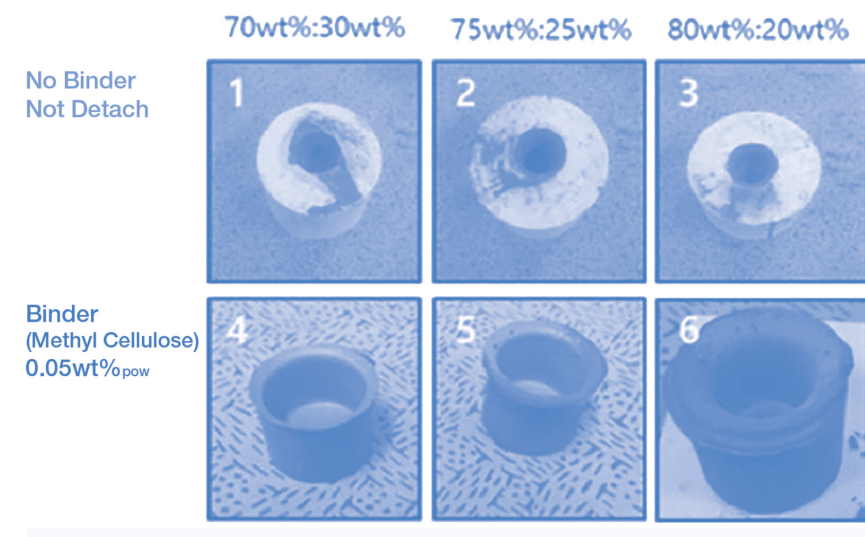 70wt%:30wt% 75wt%:25wt% 80wt%:20wt%
No Binder
Not Detach
1 2 3
Binder
(Methyl Cellulose)
0.05wt%pow
4 5 6